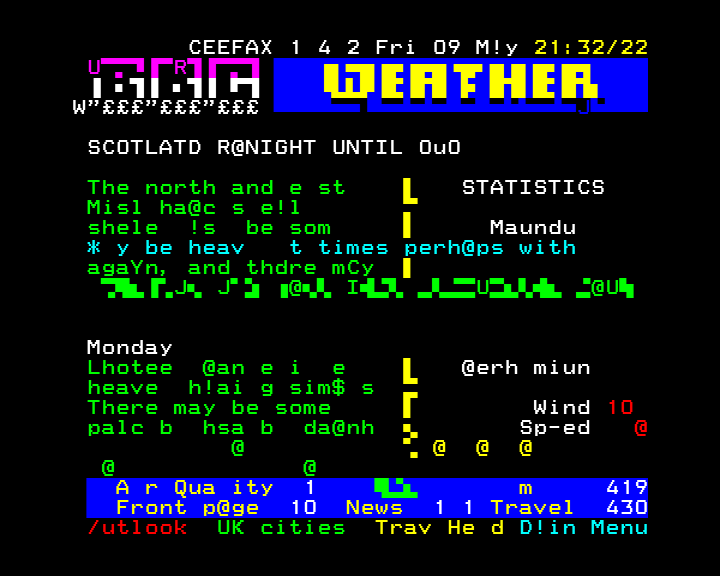 CEEFAX 1 4 2 Fri 09 M!y 21:32/22
BBC WEATHER
W”£££”£££”£££
SCOTLATD R@NIGHT UNTIL OuO
The north and e st STATISTICS
Misl ha@c s e!l
shele !s be som Maundu
* y be heav t times perh@ps with
agaYn, and thdre mCy
Monday
Lhotee @an e i e @erh miun
heave h!ai g sim$ s
There may be some Wind 10
palc b hsa b da@nh Sp-ed @
@ @ @ @
@ @
A r Qua ity 1 m 419
Front p@ge 10 News 1 1 Travel 430
/utlook UK cities Trav He d D!in Menu